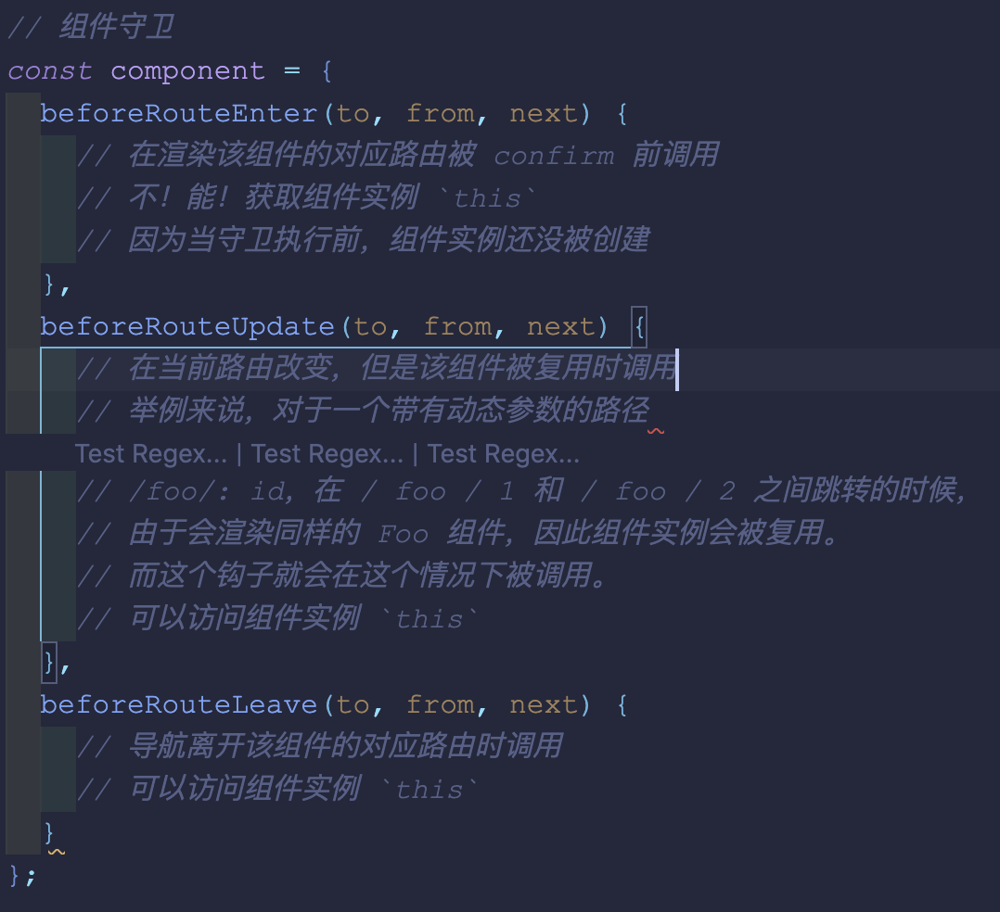 // 组件守卫
const component = {
beforeRouteEnter(to, from, next) {
// 在渲染该组件的对应路由被 confirm 前调用
// 不！能！获取组件实例 `this`
// 因为当守卫执行前，组件实例还没被创建
},
beforeRouteUpdate(to, from, next) {
// 在当前路由改变，但是该组件被复用时调用
// 举例来说，对于一个带有动态参数的路径
Test Regex... | Test Regex... | Test Regex...
// /foo/: id，在 / foo / 1 和 / foo / 2 之间跳转的时候，
// 由于会渲染同样的 Foo 组件，因此组件实例会被复用。
// 而这个钩子就会在这个情况下被调用。
// 可以访问组件实例 `this`
},
beforeRouteLeave(to, from, next) {
// 导航离开该组件的对应路由时调用
// 可以访问组件实例 `this`
}
};